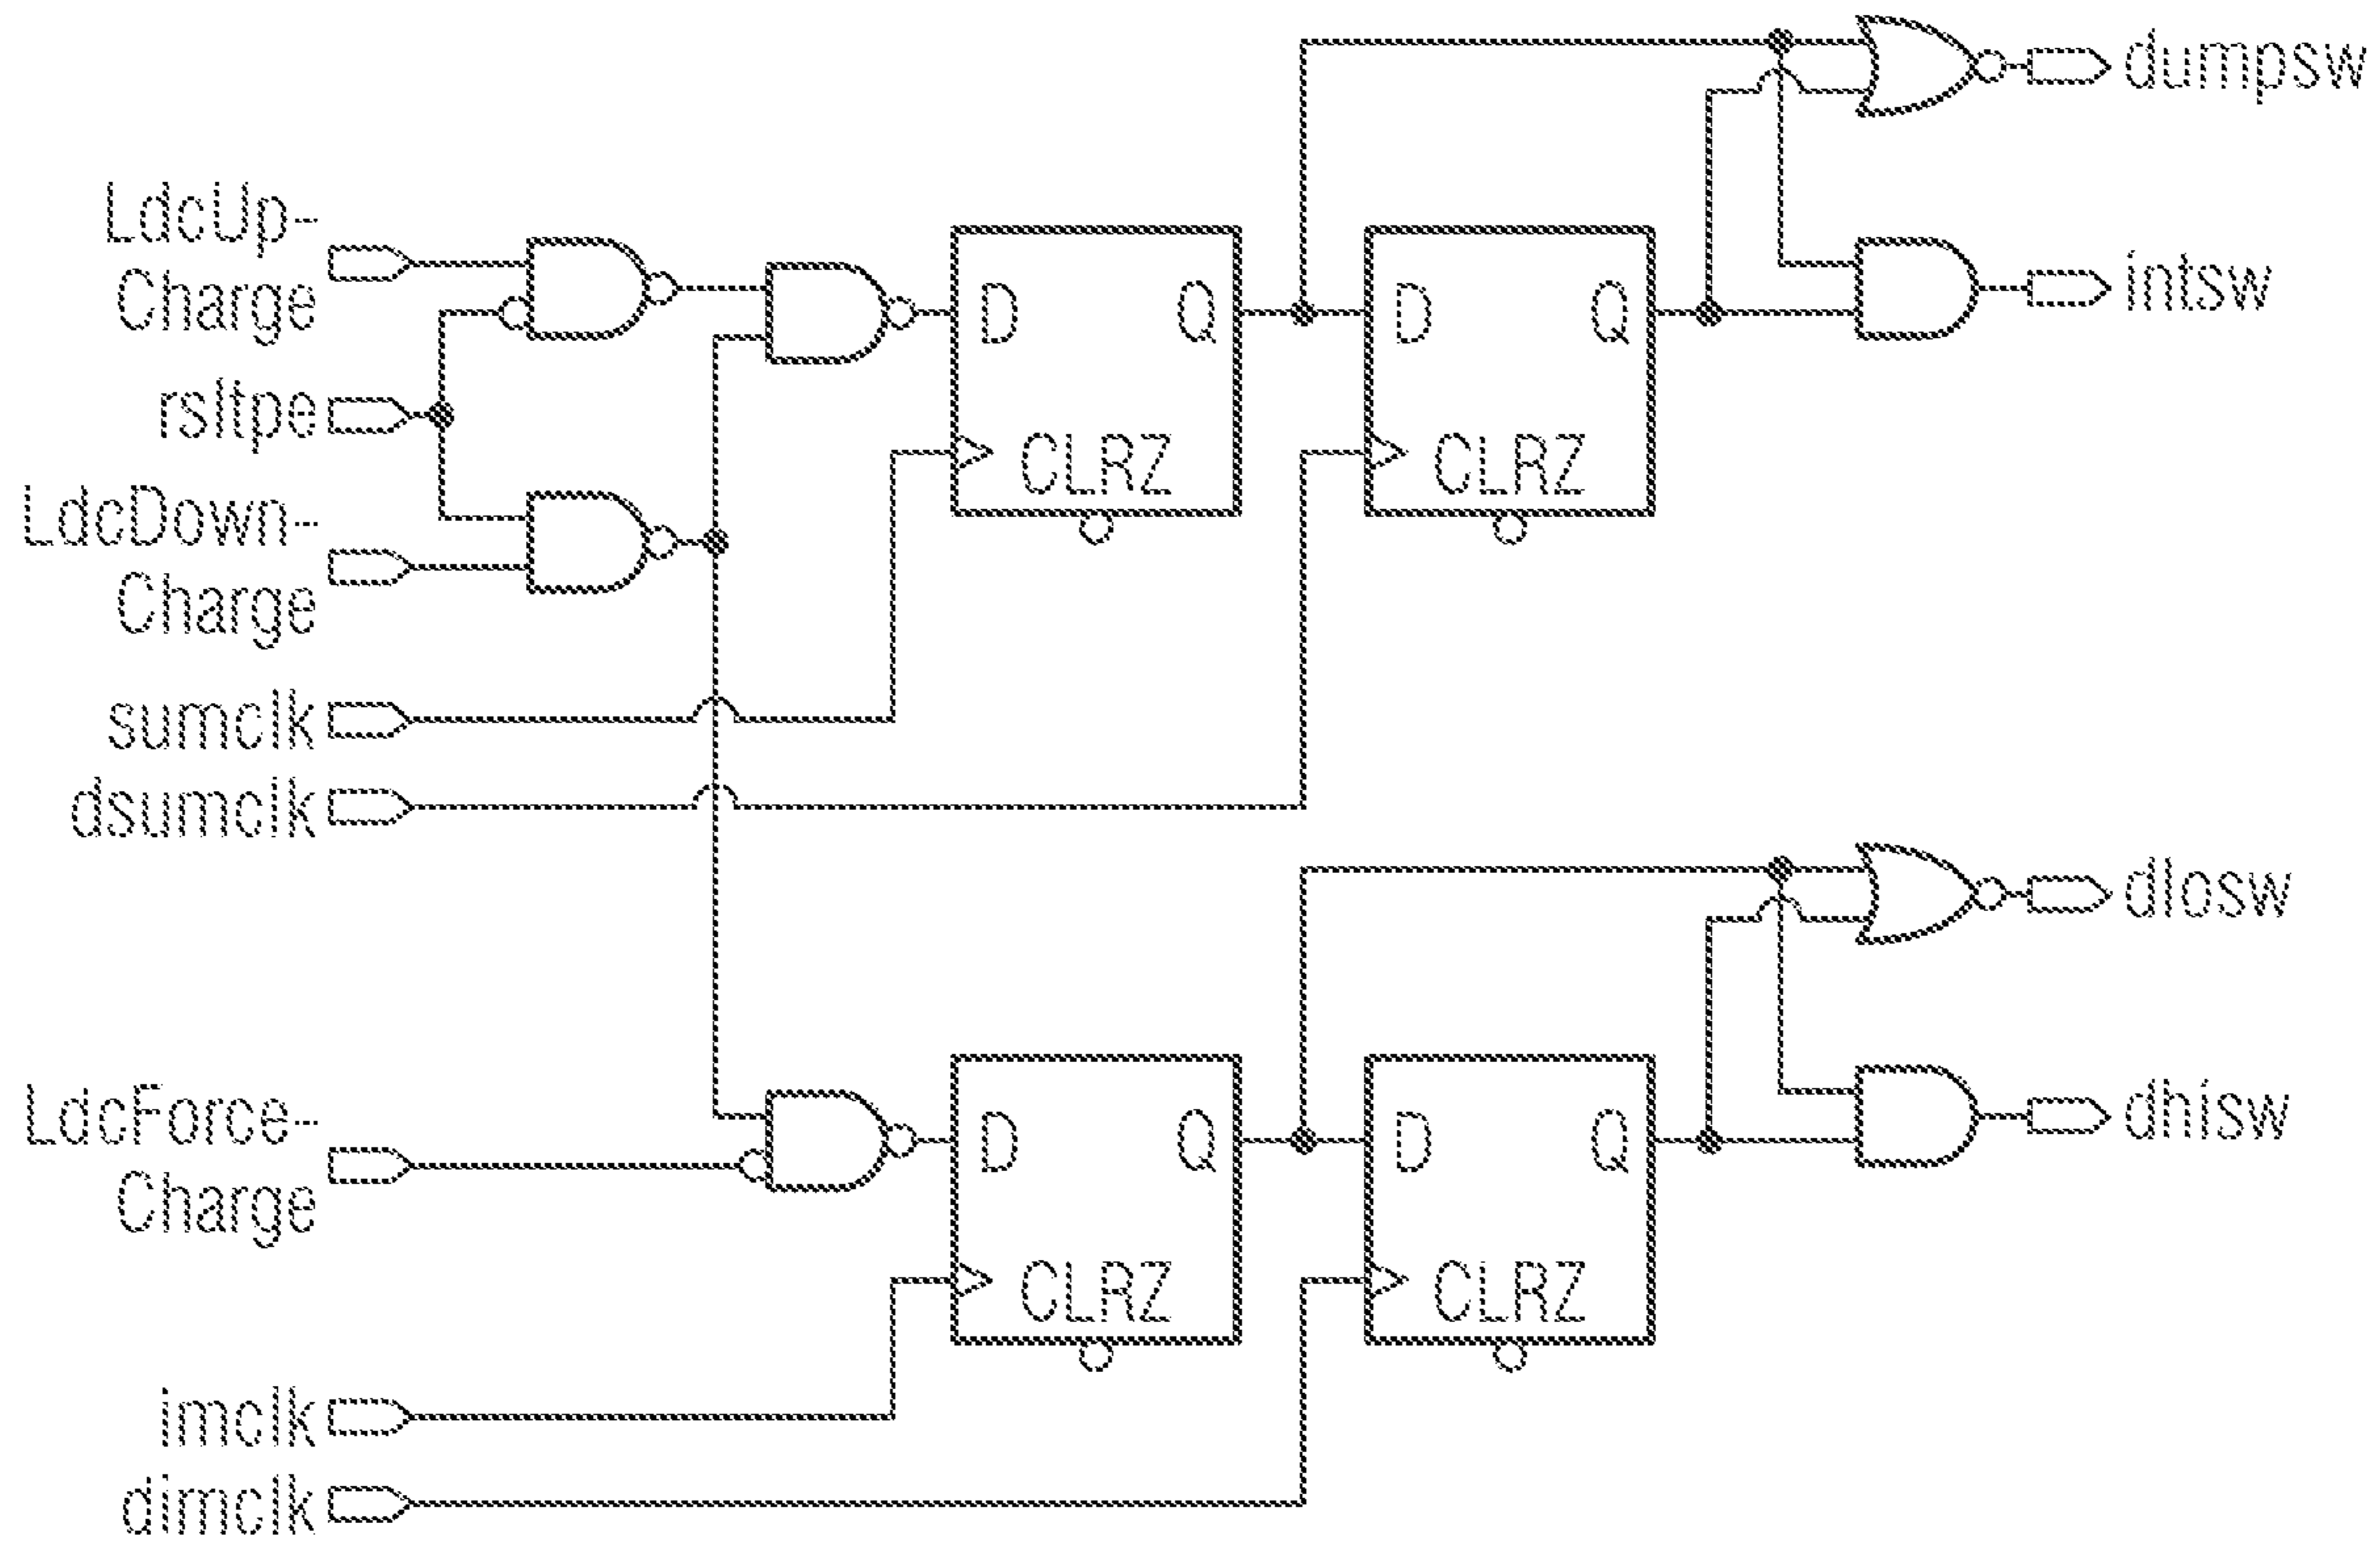 dumpsw
LdcUp-
Charge
D Q
D Q
intsw
rsltpe
CLRZ
CLRZ
LdcDown-
Charge
sumclk
dsumclk
dlosw
LdcForce-
Charge
D Q
D Q
dhisw
CLRZ
CLRZ
imclk
dimclk